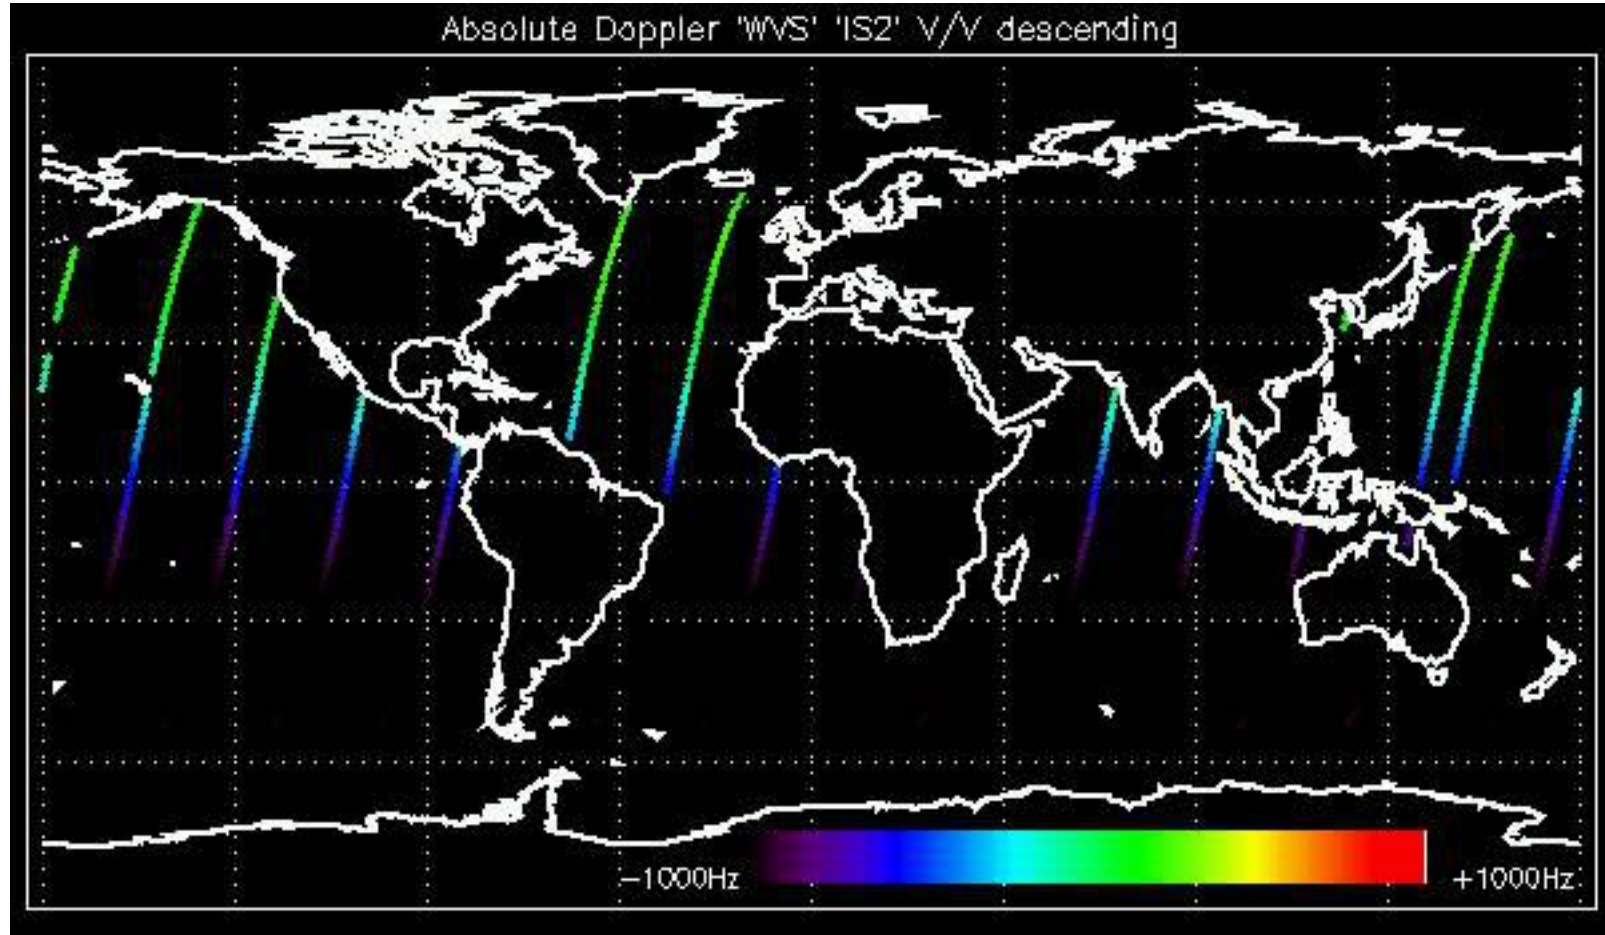 Absolute Doppler 'WVS' 'IS2' V/V descending
-1000Hz
+1000Hz